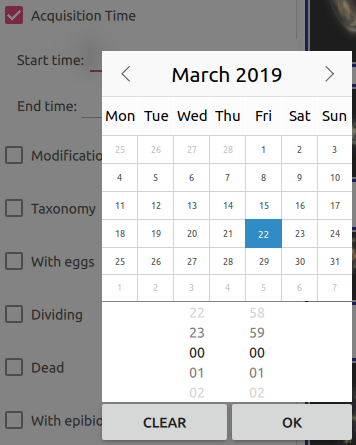 Acquisition Time
Start time:
March 2019
Mon Tue Wed Thu Fri Sat Sun
End time:
25 26 27 28 1 2 3
Modificatio
4 5 6 7 8 9 10
11 12 13 14 15 16 17
Taxonomy
18 19 20 21 22 23 24
With eggs
25 26 27 28 29 30 31
1 2 3 4 5 6 7
Dividing
22 58
23 59
00 00
Dead
01 01
02 02
With epibio
CLEAR OK